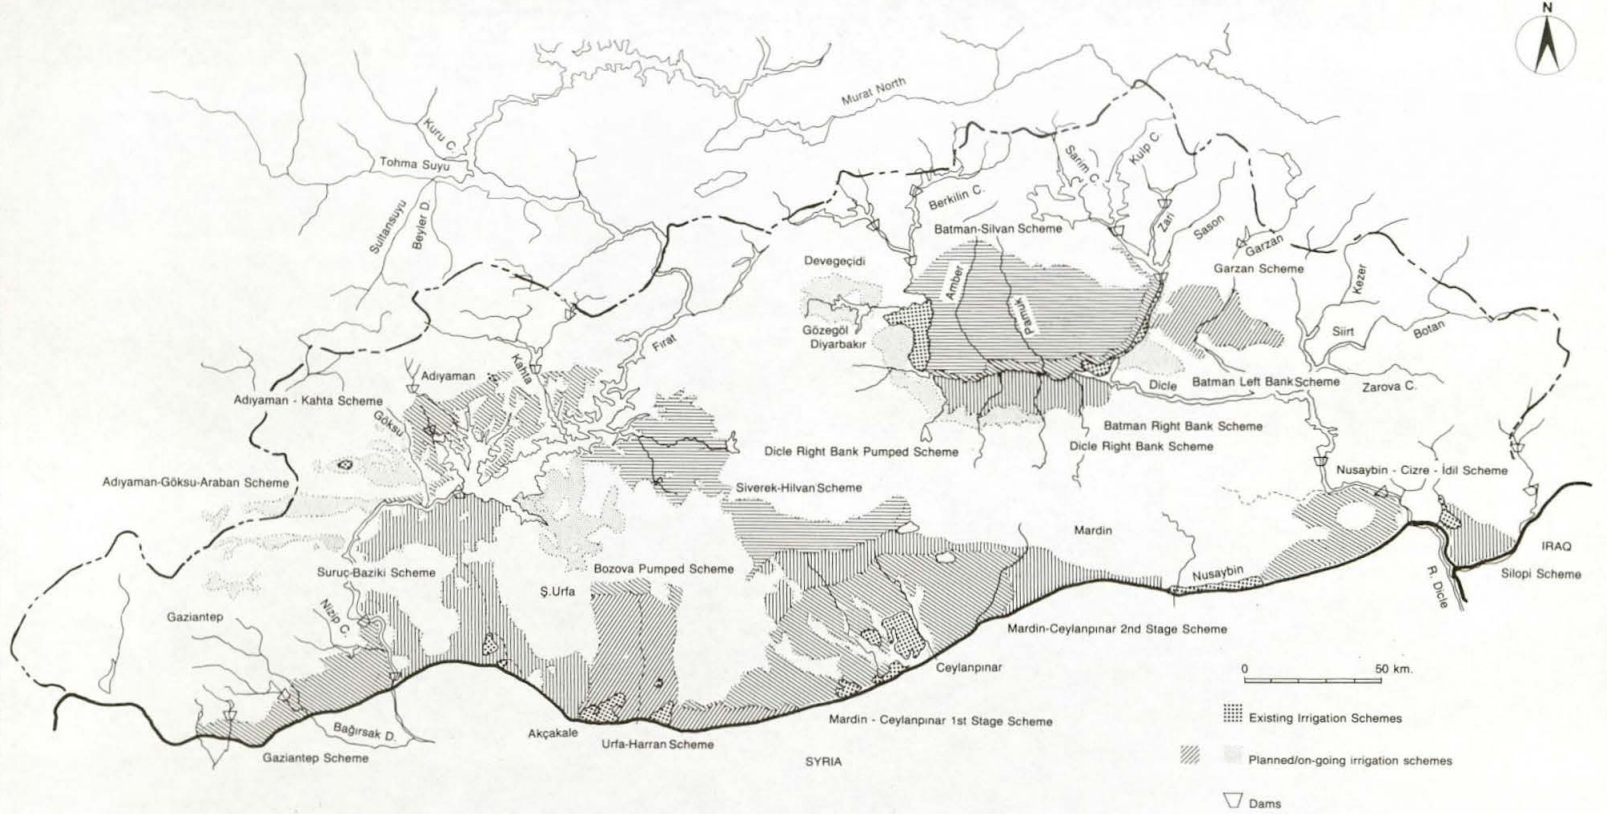 N
Murat North
Kuru C.
Tohma Suyu
Sultansuyu
Beyler D.
Berkilin C.
Sarım C.
Kulp C.
Zari
Sason
Batman-Silvan Scheme
Garzan
Garzan Scheme
Devegeçidi
Amber
Pamuk
Kezer
Gözegöl
Diyarbakır
Siirt
Botan
Fırat
Kahta
Adıyaman
Dicle
Batman Left Bank Scheme
Zarova C.
Adıyaman - Kahta Scheme
Göksu
Batman Right Bank Scheme
Dicle Right Bank Pumped Scheme
Dicle Right Bank Scheme
Nusaybin - Cizre - İdil Scheme
Adıyaman-Göksu-Araban Scheme
Siverek-Hilvan Scheme
Mardin
IRAQ
Suruç-Baziki Scheme
Bozova Pumped Scheme
Nusaybin
Silopi Scheme
R. Dicle
Ş.Urfa
Gaziantep
Nizip C.
Mardin-Ceylanpınar 2nd Stage Scheme
Ceylanpınar
0 50 km.
Mardin - Ceylanpınar 1st Stage Scheme
Existing Irrigation Schemes
Bağırsak D.
Akçakale
Urfa-Harran Scheme
Gaziantep Scheme
SYRIA
Planned/on-going irrigation schemes
Dams